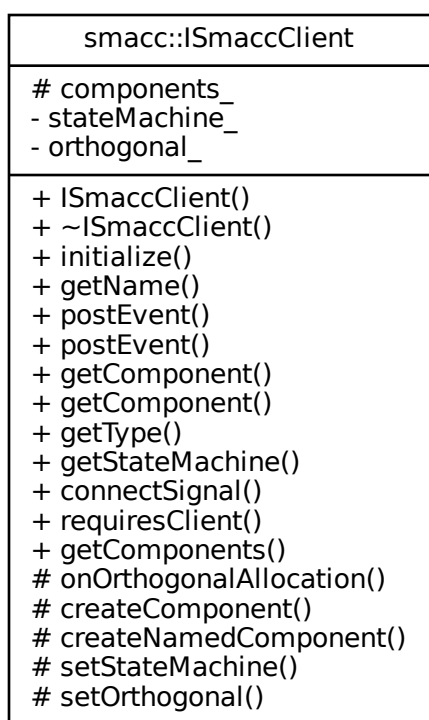 smacc::ISmaccClient
# components_
- stateMachine_
- orthogonal_
+ ISmaccClient()
+ ~ISmaccClient()
+ initialize()
+ getName()
+ postEvent()
+ postEvent()
+ getComponent()
+ getComponent()
+ getType()
+ getStateMachine()
+ connectSignal()
+ requiresClient()
+ getComponents()
# onOrthogonalAllocation()
# createComponent()
# createNamedComponent()
# setStateMachine()
# setOrthogonal()